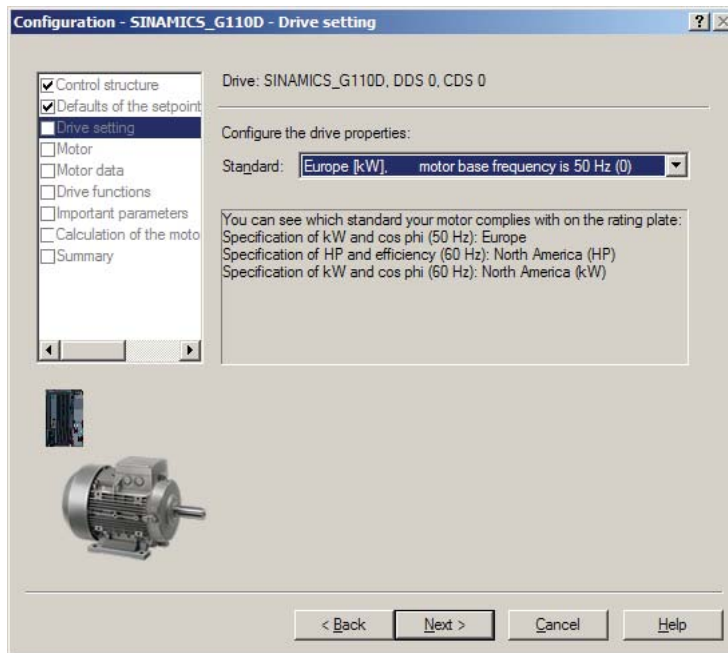 Configuration - SINAMICS_G110D - Drive setting
Control structure
Defaults of the setpoint
Drive setting
Motor
Motor data
Drive functions
Important parameters
Calculation of the moto
Summary
Drive: SINAMICS_G110D, DDS 0, CDS 0
Configure the drive properties:
Standard: Europe [kW], motor base frequency is 50 Hz (0)
You can see which standard your motor complies with on the rating plate:
Specification of kW and cos phi (50 Hz): Europe
Specification of HP and efficiency (60 Hz): North America (HP)
Specification of kW and cos phi (60 Hz): North America (kW)
< Back Next > Cancel Help